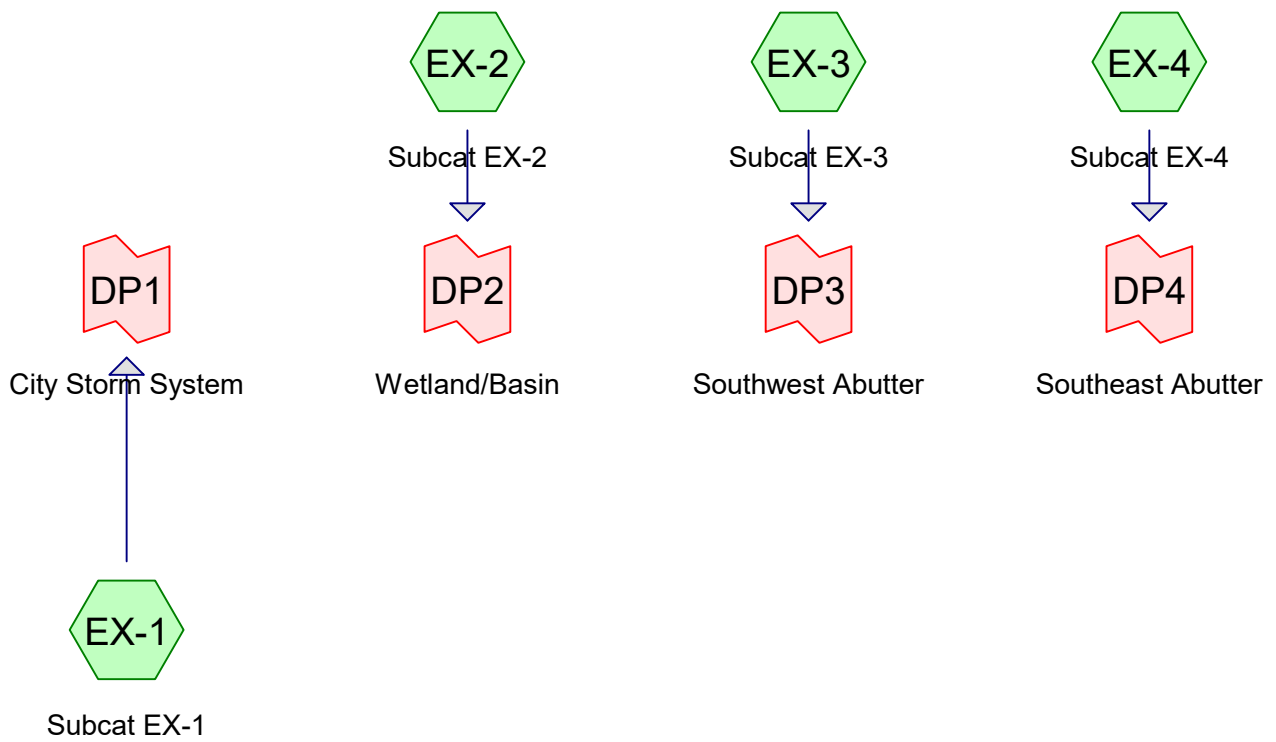 EX-2
EX-3
EX-4
Subcat EX-2
Subcat EX-3
Subcat EX-4
DP1
DP2
DP3
DP4
City Storm System
Wetland/Basin
Southwest Abutter
Southeast Abutter
EX-1
Subcat EX-1